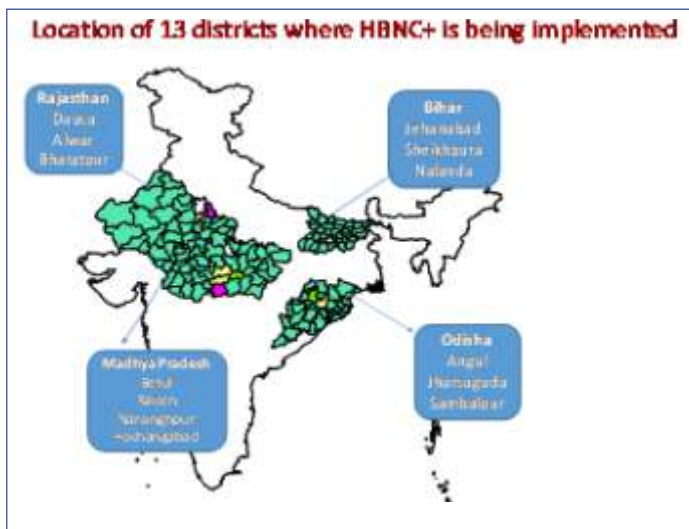 Location of 13 districts where HBNC+ is being implemented
Rajasthan
Dausa
Alwar
Bharatpur
Bihar
Jehanabad
Sheikhpura
Nalanda
Madhya Pradesh
Betul
Raisen
Narsinghpur
Hoshangabad
Odisha
Angul
Jharsuguda
Sambalpur